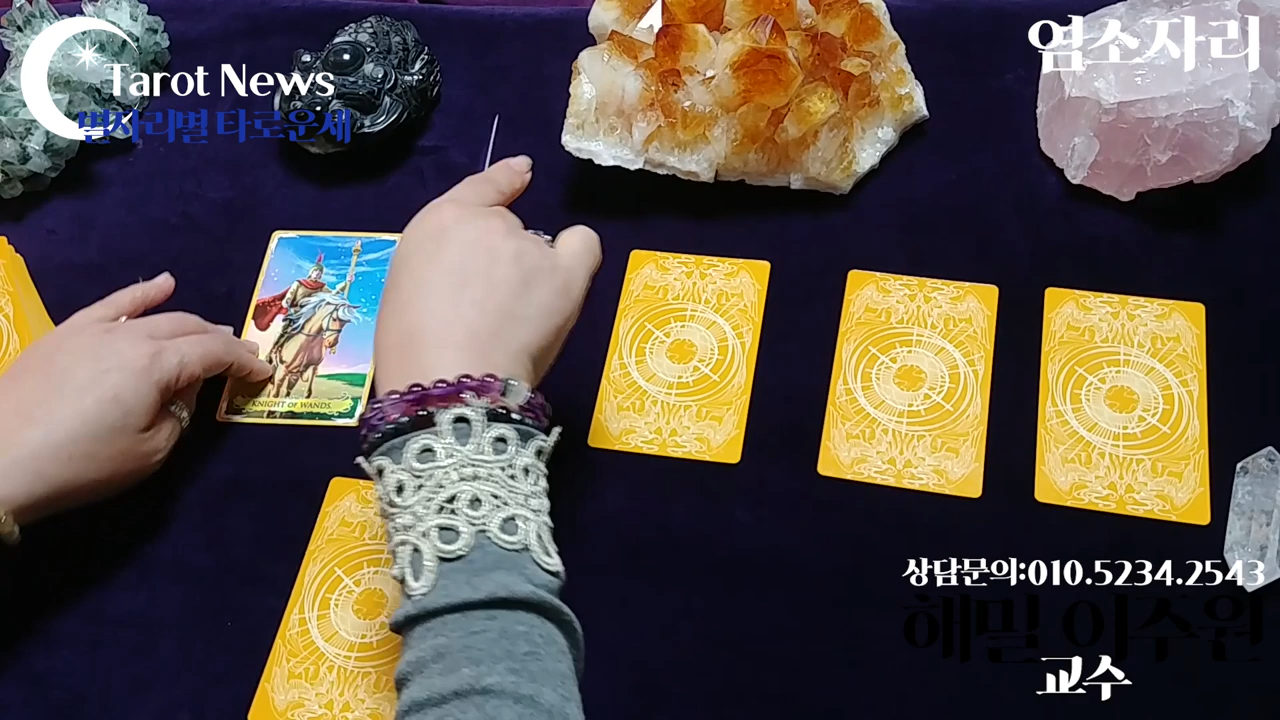 Tarot News
별자리별 타로운세
염소자리
KNIGHT OF WANDS.
상담문의:010.5234.2543
해밀 이수원
교수